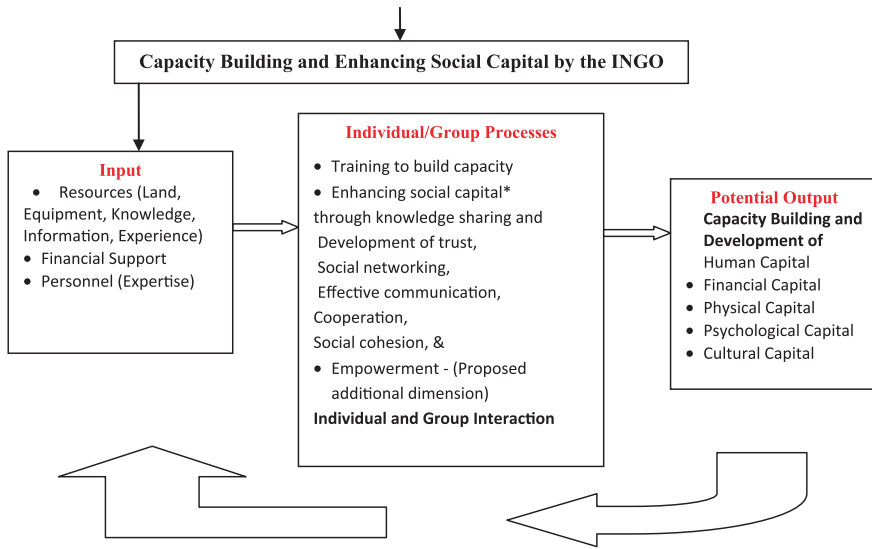 Capacity Building and Enhancing Social Capital by the INGO
Input
• Resources (Land,
Equipment, Knowledge,
Information, Experience)
• Financial Support
• Personnel (Expertise)
Individual/Group Processes
• Training to build capacity
• Enhancing social capital*
through knowledge sharing and
Development of trust,
Social networking,
Effective communication,
Cooperation,
Social cohesion, &
• Empowerment - (Proposed
additional dimension)
Individual and Group Interaction
Potential Output
Capacity Building and
Development of
Human Capital
• Financial Capital
• Physical Capital
• Psychological Capital
• Cultural Capital